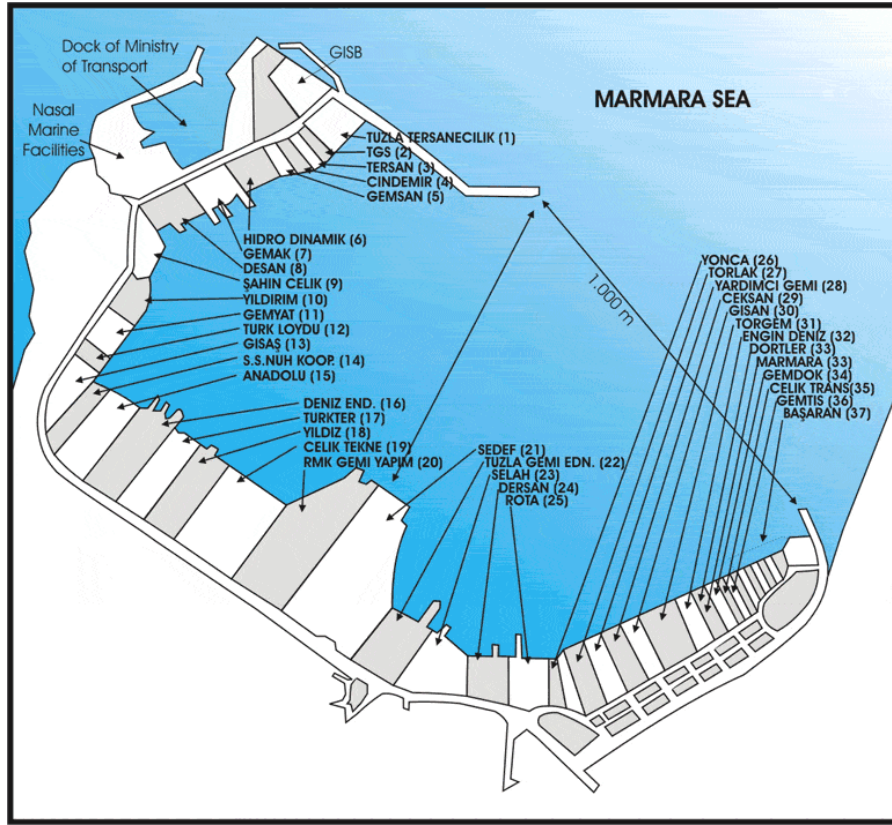 Dock of Ministry
of Transport
GISB
Nasal
Marine
Facilities
MARMARA SEA
TUZLA TERSANECILIK (1)
TGS (2)
TERSAN (3)
CINDEMIR (4)
GEMSAN (5)
HIDRO DINAMIK (6)
GEMAK (7)
DESAN (8)
ŞAHIN CELIK (9)
YILDIRIM (10)
GEMYAT (11)
TURK LOYDU (12)
GISAŞ (13)
S.S.NUH KOOP. (14)
ANADOLU (15)
DENIZ END. (16)
TURKTER (17)
YILDIZ (18)
CELIK TEKNE (19)
RMK GEMI YAPIM (20)
SEDEF (21)
TUZLA GEMI EDN. (22)
SELAH (23)
DERSAN (24)
ROTA (25)
1.000 m
YONCA (26)
TORLAK (27)
YARDIMCI GEMI (28)
CEKSAN (29)
GISAN (30)
TORGEM (31)
ENGIN DENIZ (32)
DORTLER (33)
MARMARA (33)
GEMDOK (34)
CELIK TRANS(35)
GEMTIS (36)
BAŞARAN (37)